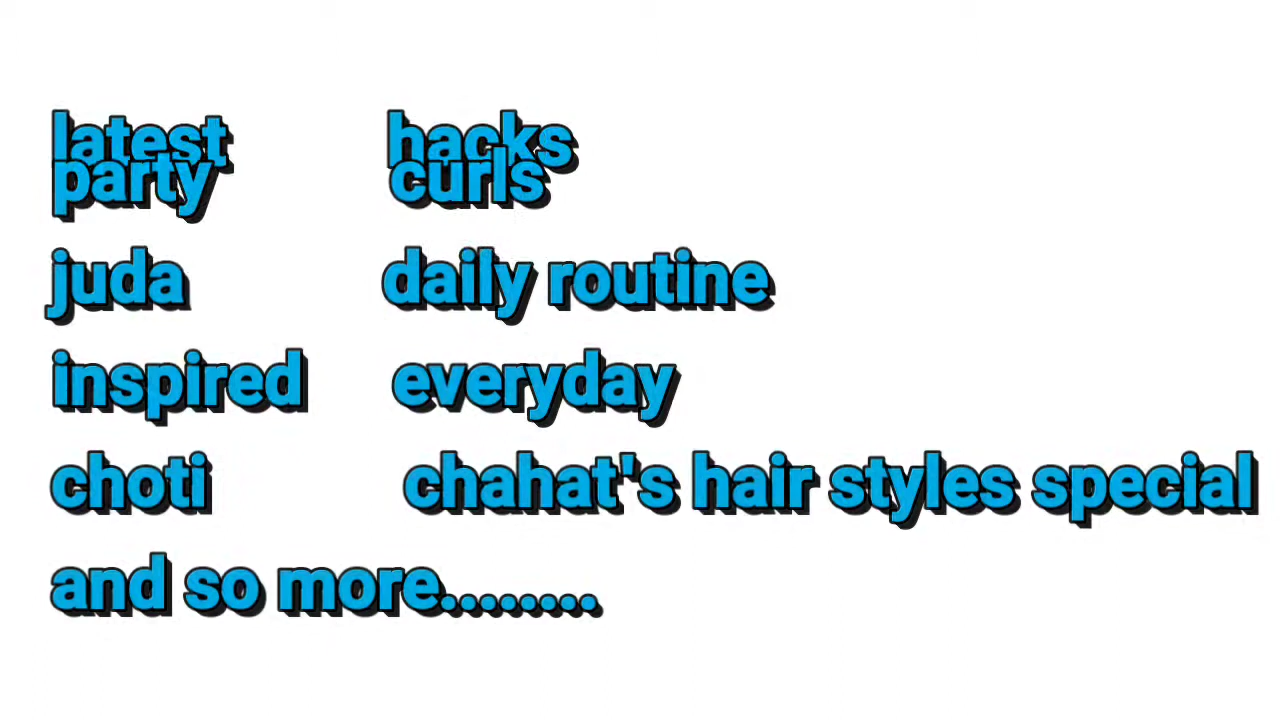 latest hacks
party curls
juda daily routine
inspired everyday
choti chahat's hair styles special
and so more........